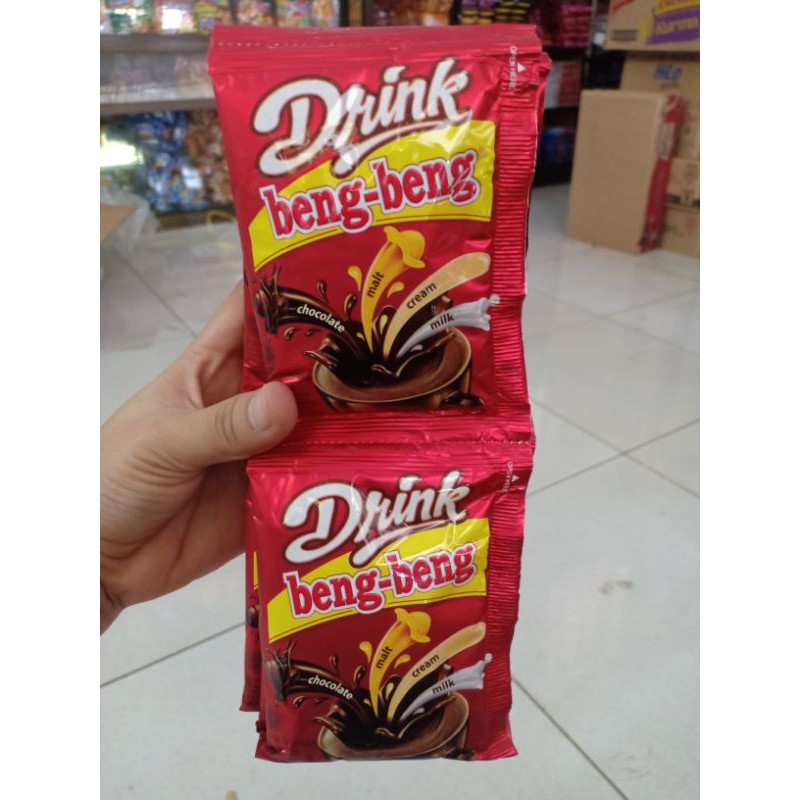 Drink
beng-beng
malt
cream
chocolate
milk
Drink
beng-beng
malt
cream
chocolate
milk